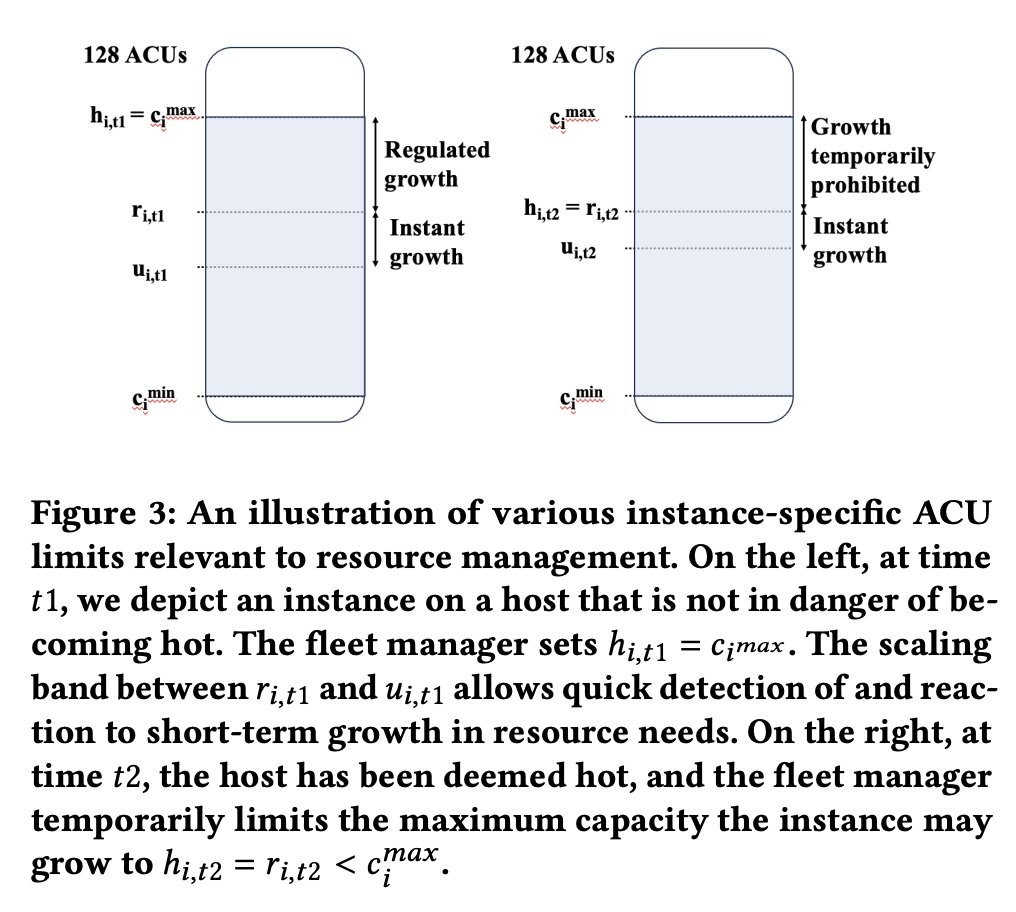 128 ACUs
h_{i,t1} = c_i^{max}
r_{i,t1}
u_{i,t1}
c_i^{min}
Regulated
growth
Instant
growth
128 ACUs
c_i^{max}
h_{i,t2} = r_{i,t2}
u_{i,t2}
c_i^{min}
Growth
temporarily
prohibited
Instant
growth
Figure 3: An illustration of various instance-specific ACU
limits relevant to resource management. On the left, at time
t1, we depict an instance on a host that is not in danger of be-
coming hot. The fleet manager sets h_{i,t1} = c_{i^{max}}. The scaling
band between r_{i,t1} and u_{i,t1} allows quick detection of and reac-
tion to short-term growth in resource needs. On the right, at
time t2, the host has been deemed hot, and the fleet manager
temporarily limits the maximum capacity the instance may
grow to h_{i,t2} = r_{i,t2} < c_i^{max}.